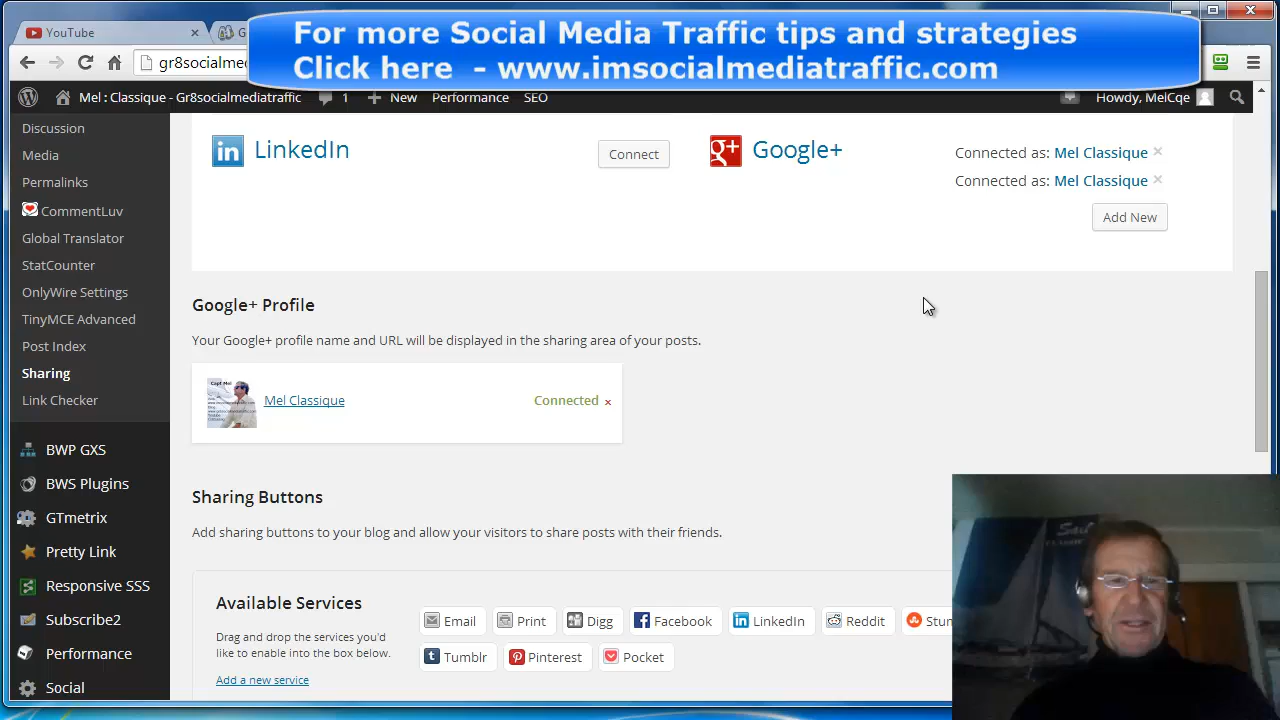 For more Social Media Traffic tips and strategies
Click here - www.imsocialmediatraffic.com
YouTube
G
gr8socialmed
Mel : Classique - Gr8socialmediatraffic
1
New
Performance
SEO
Howdy, MelCqe
Discussion
Media
Permalinks
CommentLuv
Global Translator
StatCounter
OnlyWire Settings
TinyMCE Advanced
Post Index
Sharing
Link Checker
BWP GXS
BWS Plugins
GTmetrix
Pretty Link
Responsive SSS
Subscribe2
Performance
Social
in LinkedIn
Connect
g+ Google+
Connected as: Mel Classique
Connected as: Mel Classique
Add New
Google+ Profile
Your Google+ profile name and URL will be displayed in the sharing area of your posts.
Capt Mel
Mel Classique
Connected x
Sharing Buttons
Add sharing buttons to your blog and allow your visitors to share posts with their friends.
Available Services
Drag and drop the services you'd
like to enable into the box below.
Add a new service
Email
Print
Digg
Facebook
LinkedIn
Reddit
Stum
Tumblr
Pinterest
Pocket